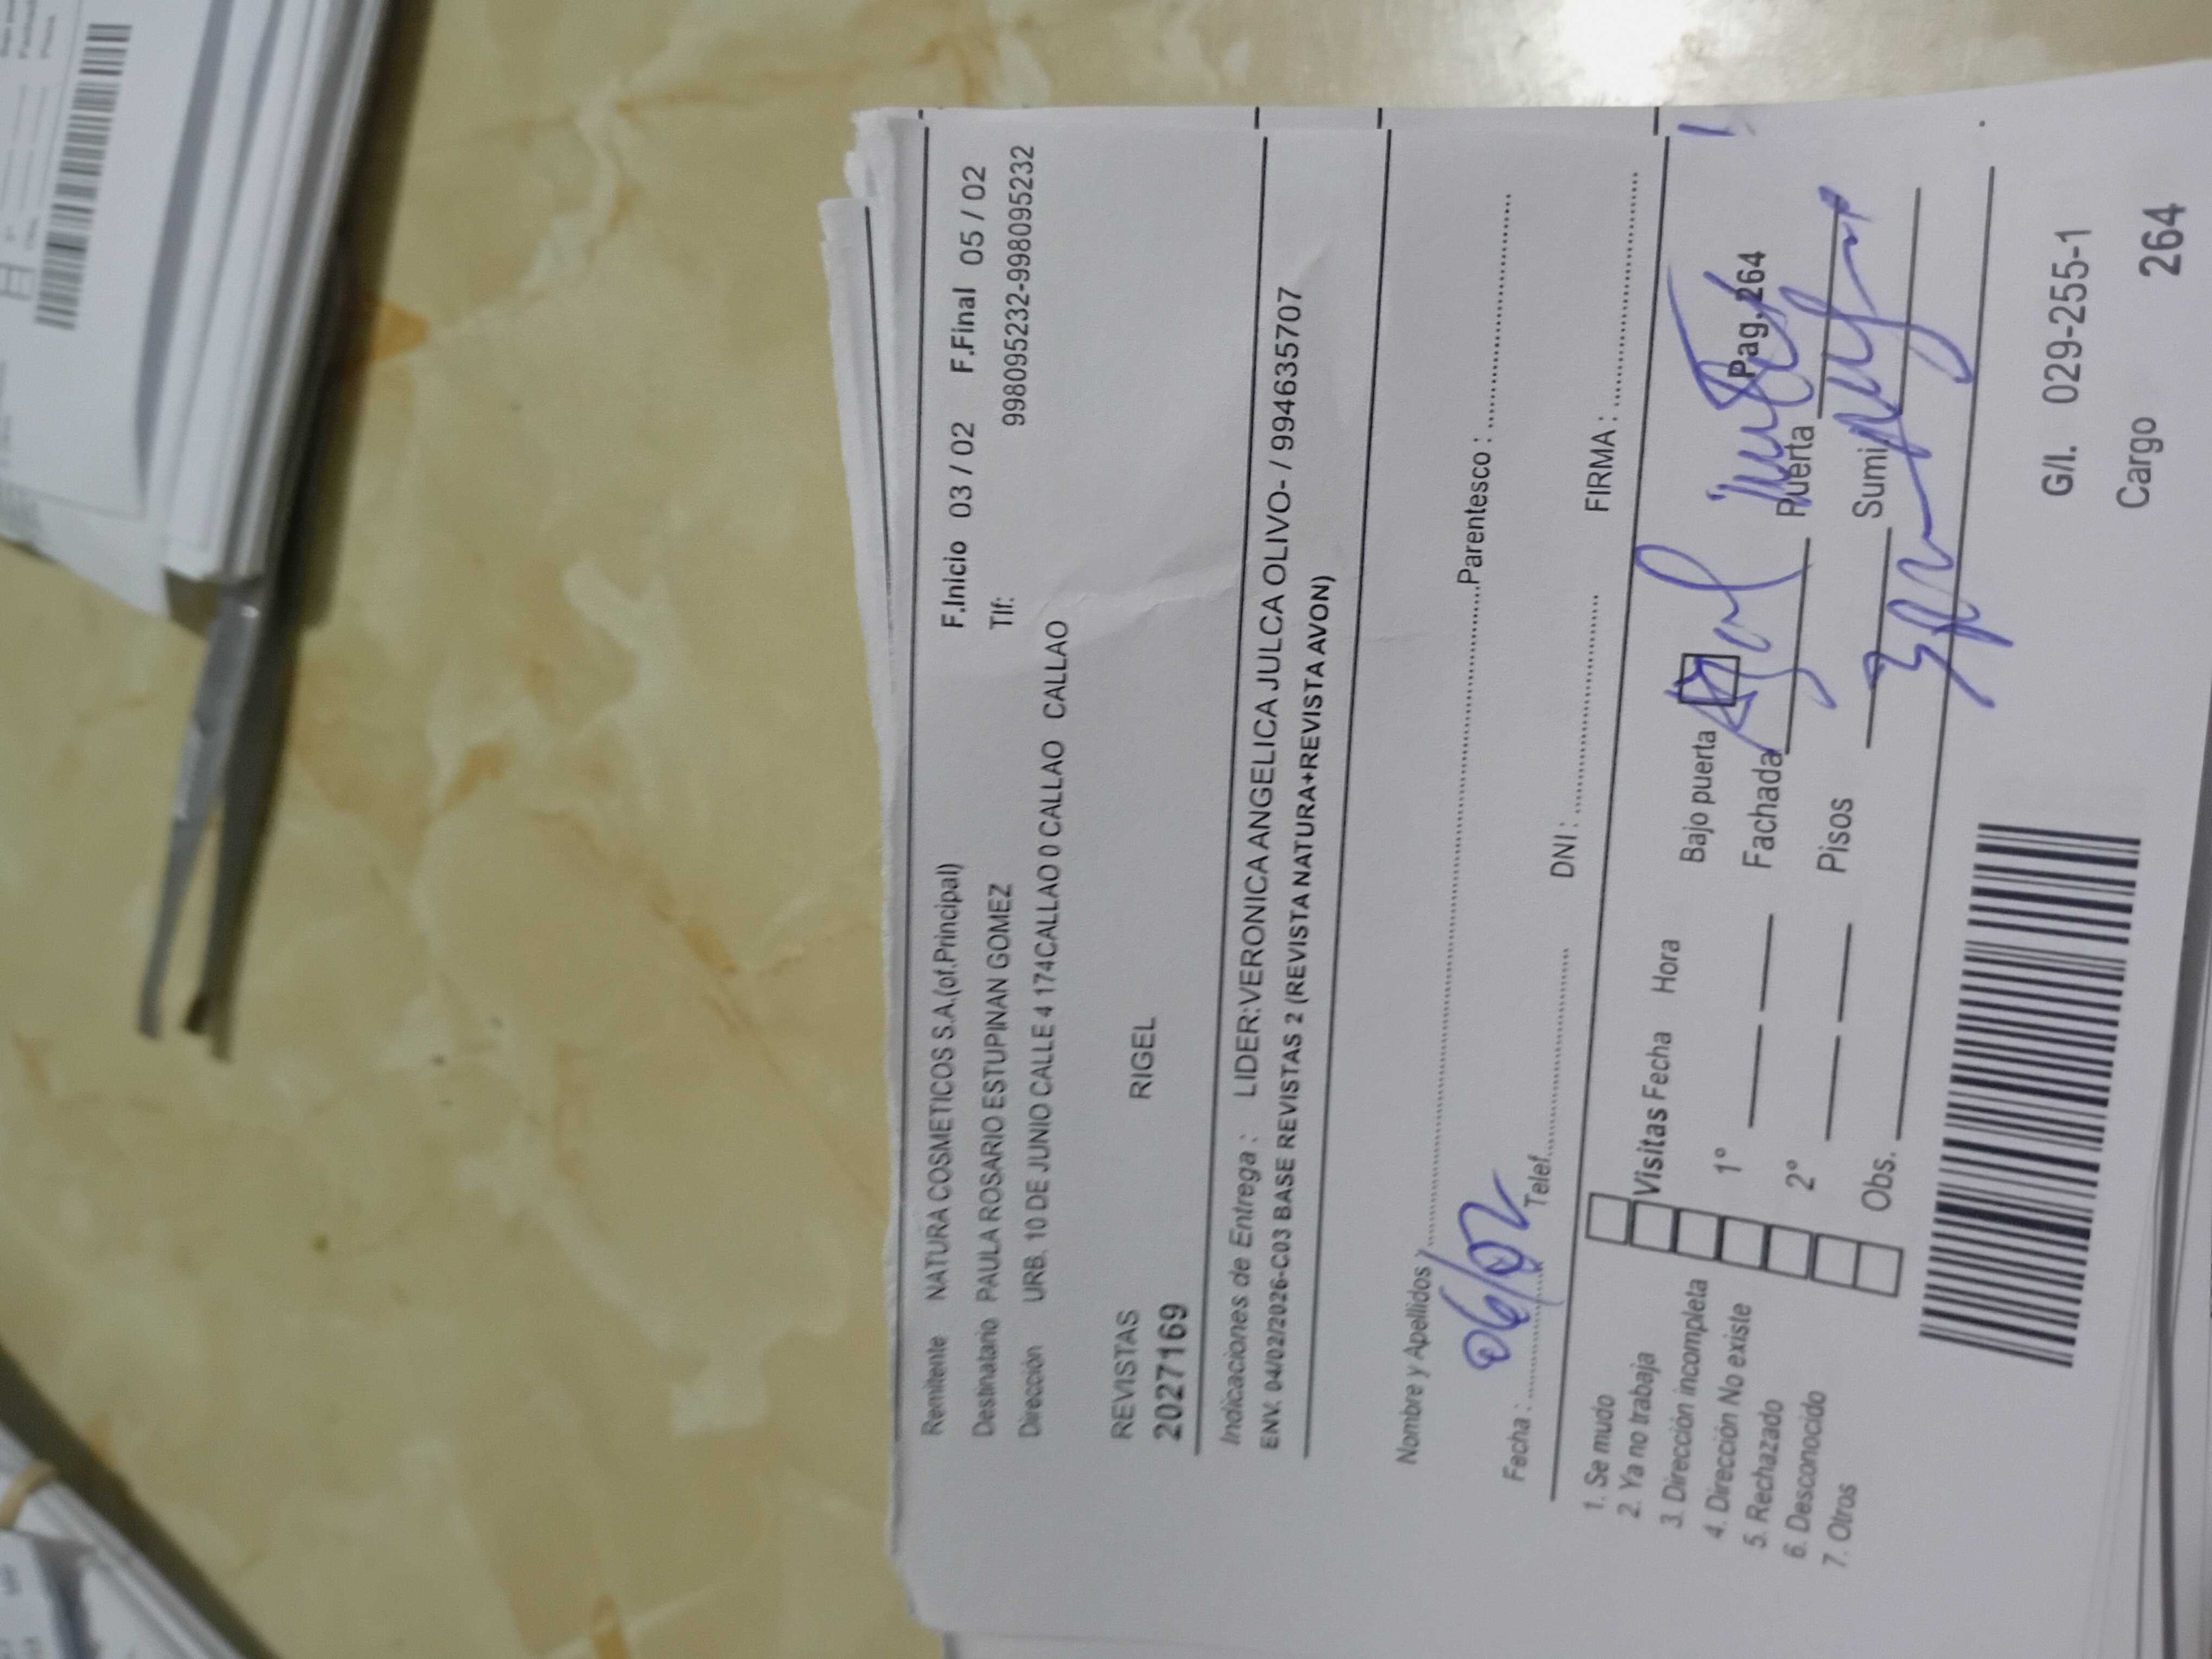 Remitente NATURA COSMETICOS S.A.(of.Principal) F.Inicio 03 / 02 F.Final 05 / 02
Destinatario PAULA ROSARIO ESTUPINAN GOMEZ Tlf: 998095232-998095232
Dirección URB. 10 DE JUNIO CALLE 4 174CALLAO 0 CALLAO CALLAO
REVISTAS RIGEL
2027169
Indicaciones de Entrega : LIDER:VERONICA ANGELICA JULCA OLIVO- / 994635707
ENV. 04/02/2026-C03 BASE REVISTAS 2 (REVISTA NATURA+REVISTA AVON)
Nombre y Apellidos Parentesco :
Fecha : 06/02 Telef. DNI : FIRMA :
1. Se mudo
2. Ya no trabaja
3. Dirección incompleta
4. Dirección No existe
5. Rechazado
6. Desconocido
7. Otros
Visitas Fecha Hora Bajo puerta
1° Fachada Puerta Pag. 264
2° Pisos Sumi.
Obs.
G/I. 029-255-1
Cargo 264